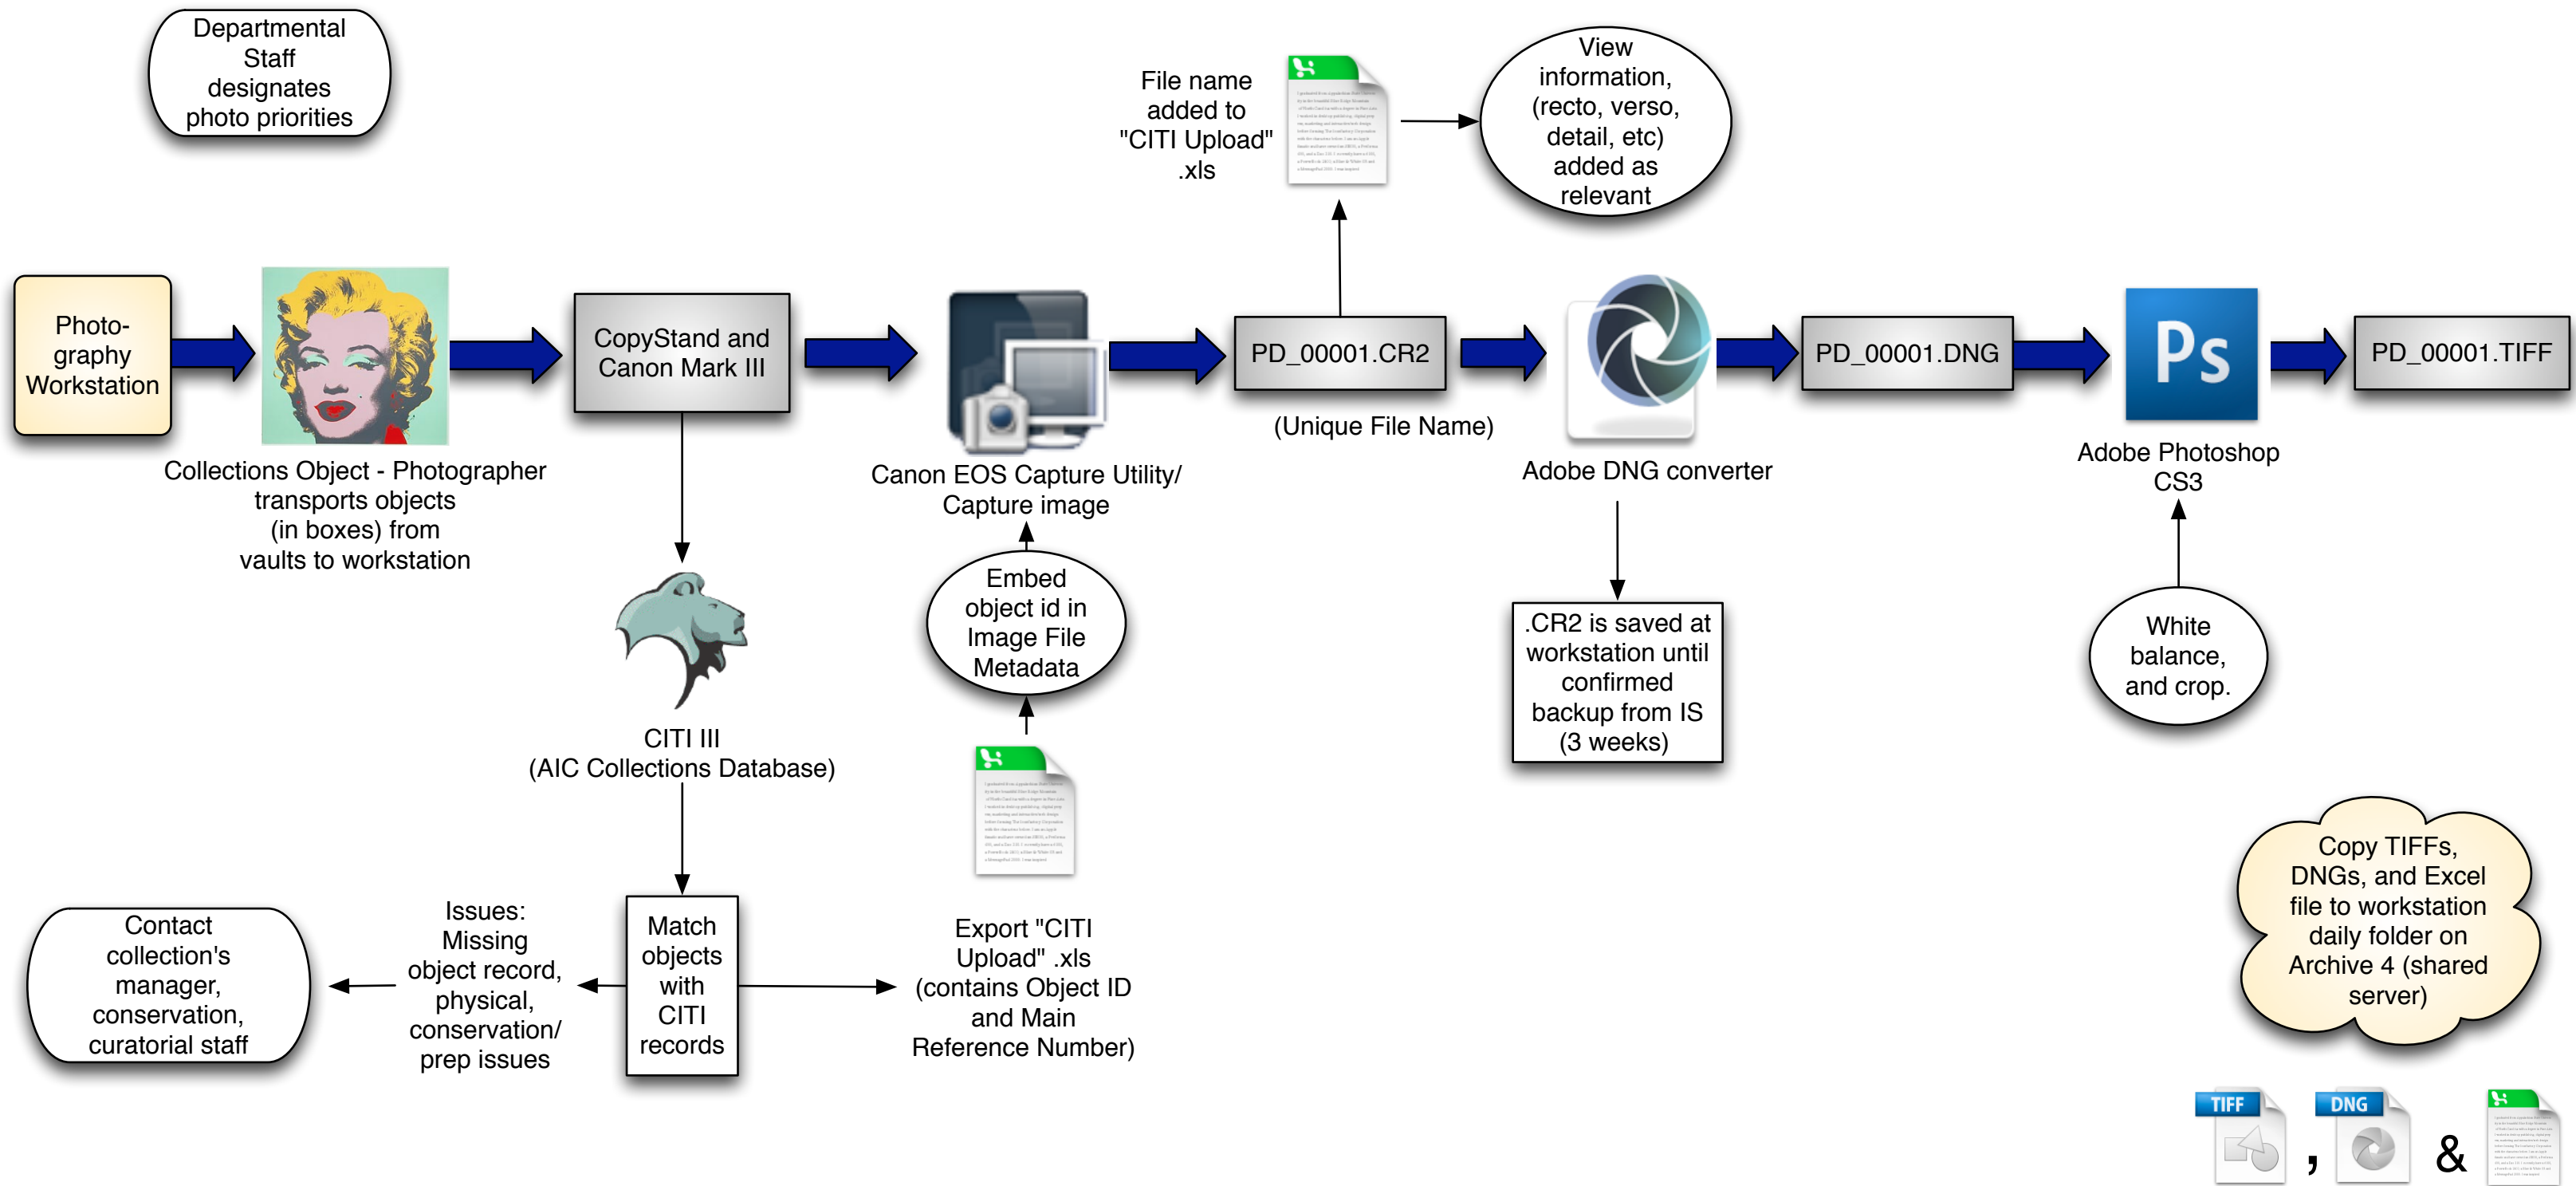 Departmental
Staff
designates
photo priorities
File name
added to
"CITI Upload"
.xls
View
information,
(recto, verso,
detail, etc)
added as
relevant
Photo-
graphy
Workstation
Collections Object - Photographer
transports objects
(in boxes) from
vaults to workstation
CopyStand and
Canon Mark III
Canon EOS Capture Utility/
Capture image
PD_00001.CR2
(Unique File Name)
Adobe DNG converter
PD_00001.DNG
Ps
Adobe Photoshop
CS3
PD_00001.TIFF
CITI III
(AIC Collections Database)
Embed
object id in
Image File
Metadata
.CR2 is saved at
workstation until
confirmed
backup from IS
(3 weeks)
White
balance,
and crop.
Contact
collection's
manager,
conservation,
curatorial staff
Issues:
Missing
object record,
physical,
conservation/
prep issues
Match
objects
with
CITI
records
Export "CITI
Upload" .xls
(contains Object ID
and Main
Reference Number)
Copy TIFFs,
DNGs, and Excel
file to workstation
daily folder on
Archive 4 (shared
server)
TIFF , DNG &